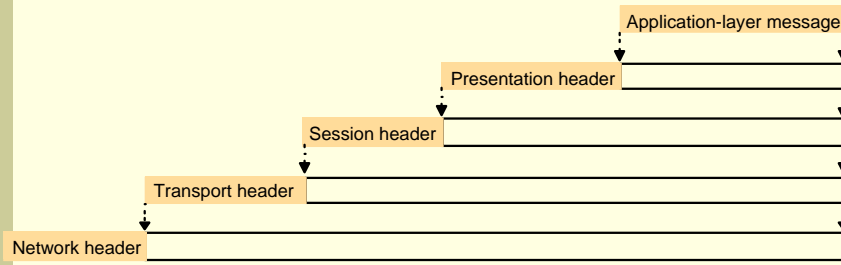 Application-layer message
Presentation header
Session header
Transport header
Network header